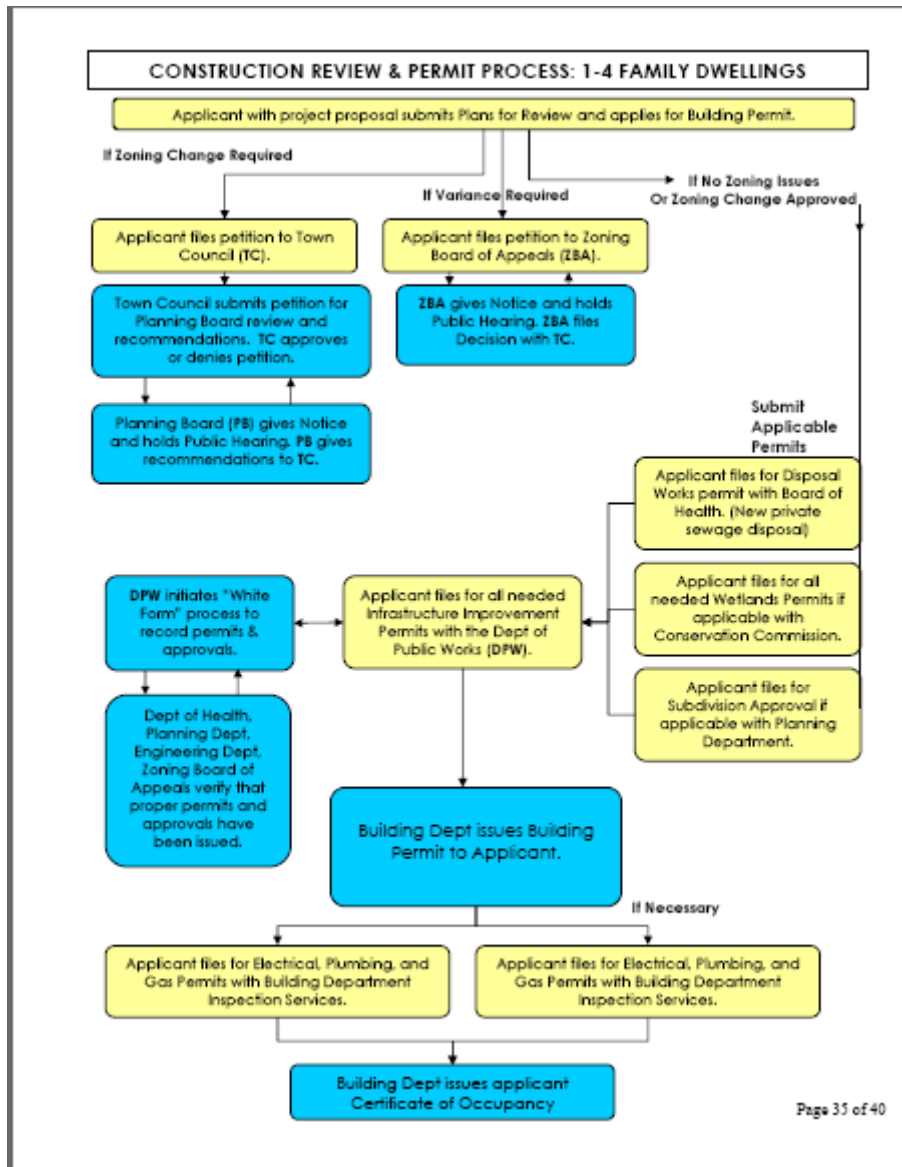 CONSTRUCTION REVIEW & PERMIT PROCESS: 1-4 FAMILY DWELLINGS
Applicant with project proposal submits Plans for Review and applies for Building Permit.
If Zoning Change Required
If Variance Required
If No Zoning Issues
Or Zoning Change Approved
Applicant files petition to Town
Council (TC).
Applicant files petition to Zoning
Board of Appeals (ZBA).
Town Council submits petition for
Planning Board review and
recommendations. TC approves
or denies petition.
ZBA gives Notice and holds
Public Hearing. ZBA files
Decision with TC.
Planning Board (PB) gives Notice
and holds Public Hearing. PB gives
recommendations to TC.
Submit
Applicable
Permits
Applicant files for Disposal
Works permit with Board of
Health. (New private
sewage disposal)
Applicant files for all
needed Wetlands Permits if
applicable with
Conservation Commission.
Applicant files for
Subdivision Approval if
applicable with Planning
Department.
DPW initiates "White
Form" process to
record permits &
approvals.
Applicant files for all needed
Infrastructure Improvement
Permits with the Dept of
Public Works (DPW).
Dept of Health,
Planning Dept,
Engineering Dept,
Zoning Board of
Appeals verify that
proper permits and
approvals have
been issued.
Building Dept issues Building
Permit to Applicant.
If Necessary
Applicant files for Electrical, Plumbing, and
Gas Permits with Building Department
Inspection Services.
Applicant files for Electrical, Plumbing, and
Gas Permits with Building Department
Inspection Services.
Building Dept issues applicant
Certificate of Occupancy
Page 35 of 40